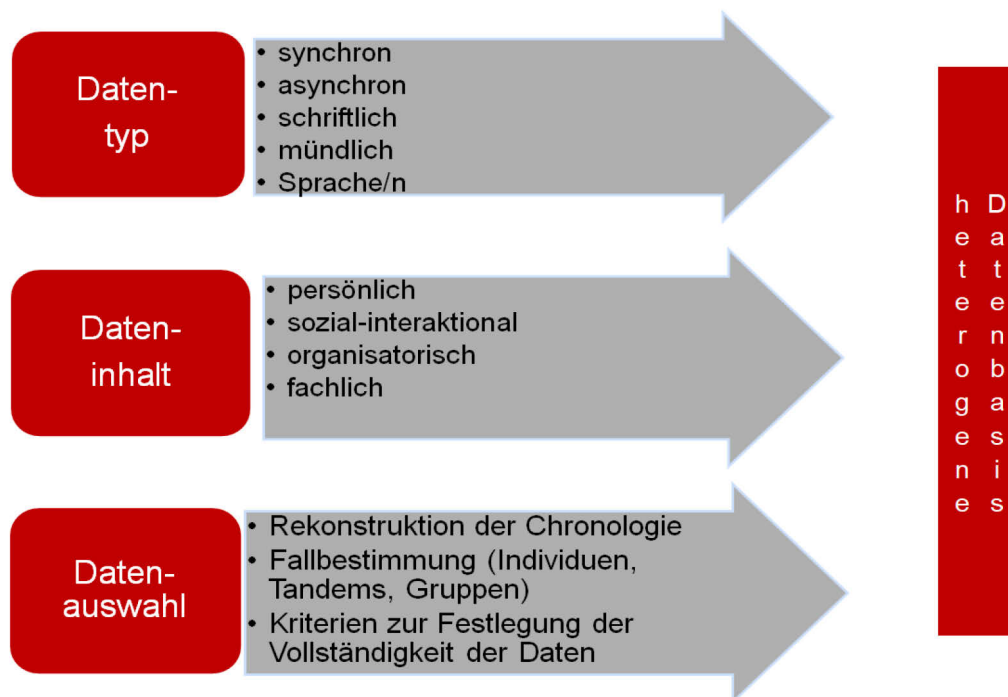 Daten-
typ
• synchron
• asynchron
• schriftlich
• mündlich
• Sprache/n
Daten-
inhalt
• persönlich
• sozial-interaktional
• organisatorisch
• fachlich
Daten-
auswahl
• Rekonstruktion der Chronologie
• Fallbestimmung (Individuen,
Tandems, Gruppen)
• Kriterien zur Festlegung der
Vollständigkeit der Daten
heterogene
Datenbasis